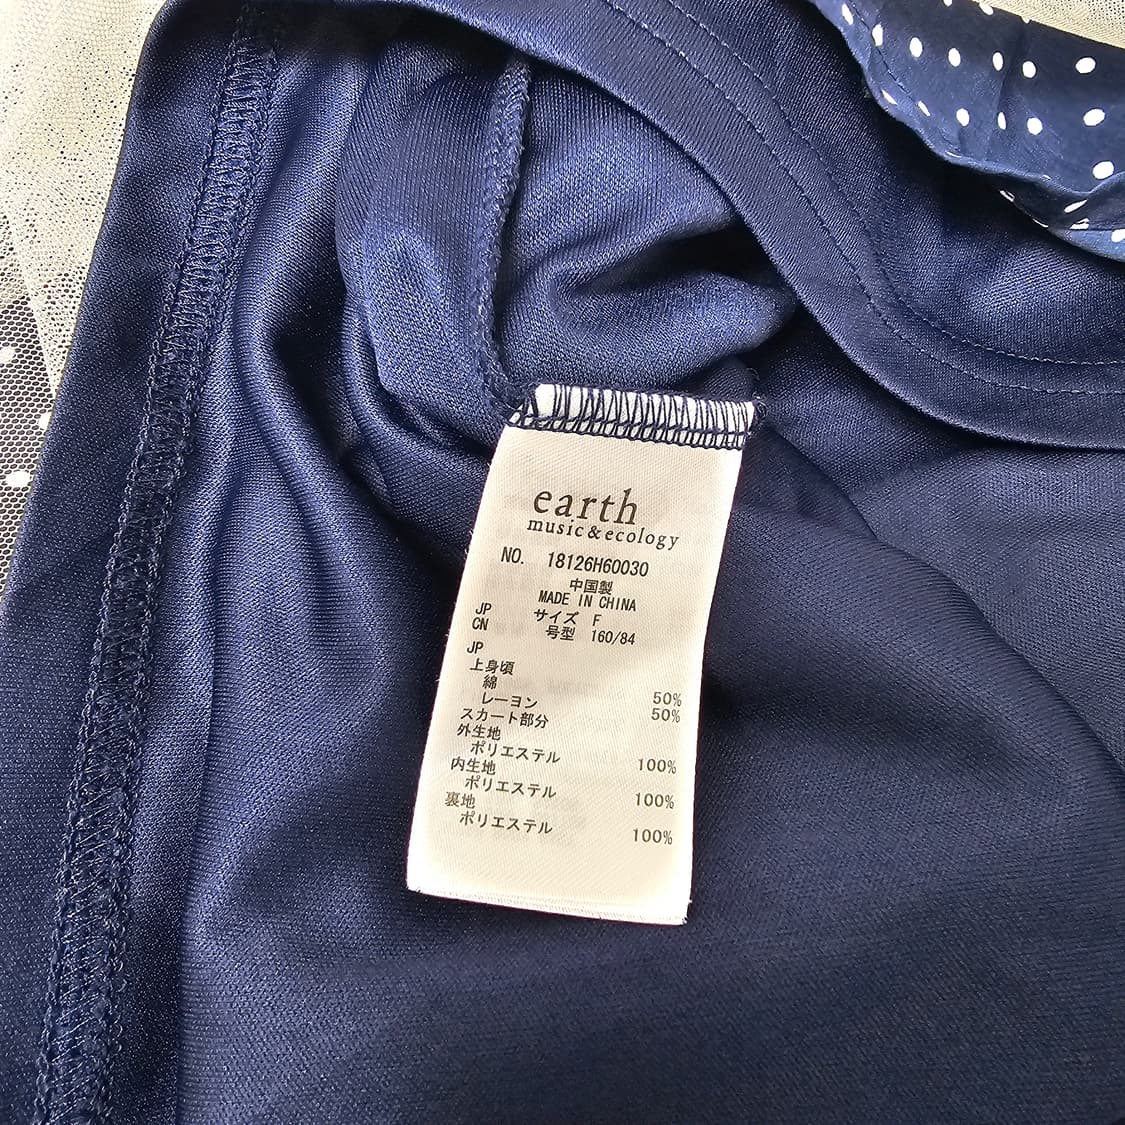 earth
music&ecology
NO. 18126H60030
中国製
MADE IN CHINA
JP サイズ F
CN 号型 160/84
JP
上身頃
綿 50%
レーヨン 50%
スカート部分
外生地
ポリエステル 100%
内生地
ポリエステル 100%
裏地
ポリエステル 100%